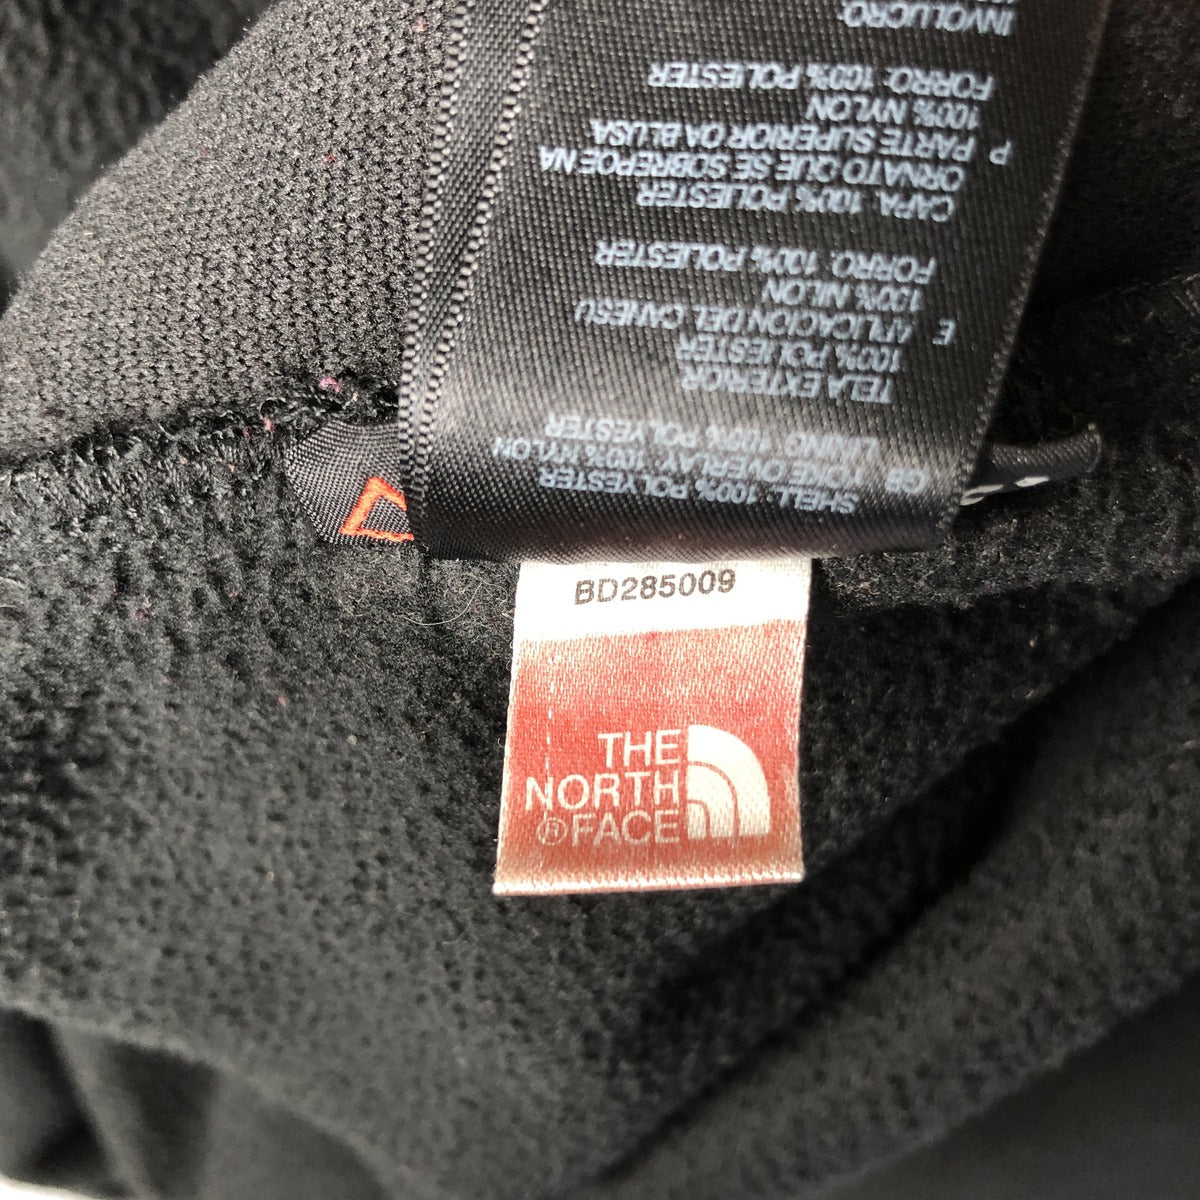 SHELL: 100% POLYESTER
GB YOKE OVERLAY: 100% NYLON
LINING: 100% POLYESTER
TELA EXTERIOR:
100% POLIESTER
E APLICACION DEL CANESU
100% NILON
FORRO: 100% POLIESTER
CAPA: 100% POLIESTER
ORNATO QUE SE SOBREPOE NA
P PARTE SUPERIOR OA BLUSA.
100% NYLON
FORRO: 100% POLIESTER
INVOLUCRO:
BD285009
THE
NORTH
® FACE